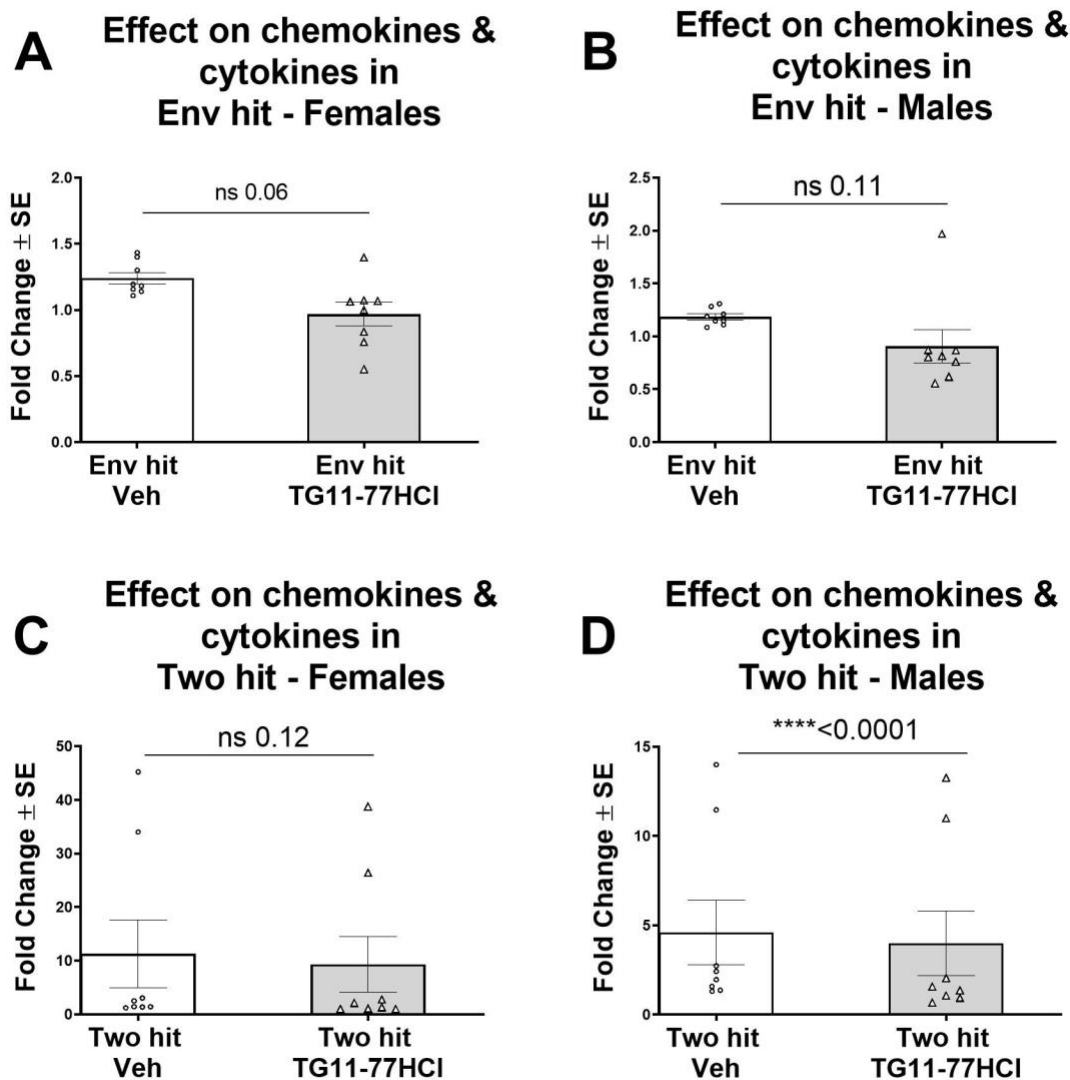 A
Effect on chemokines &
cytokines in
Env hit - Females
Fold Change ± SE
2.0
1.5
1.0
0.5
0.0
ns 0.06
Env hit
Veh
Env hit
TG11-77HCl
B
Effect on chemokines &
cytokines in
Env hit - Males
Fold Change ± SE
2.5
2.0
1.5
1.0
0.5
0.0
ns 0.11
Env hit
Veh
Env hit
TG11-77HCl
C
Effect on chemokines &
cytokines in
Two hit - Females
Fold Change ± SE
50
40
30
20
10
0
ns 0.12
Two hit
Veh
Two hit
TG11-77HCl
D
Effect on chemokines &
cytokines in
Two hit - Males
Fold Change ± SE
15
10
5
0
****<0.0001
Two hit
Veh
Two hit
TG11-77HCl